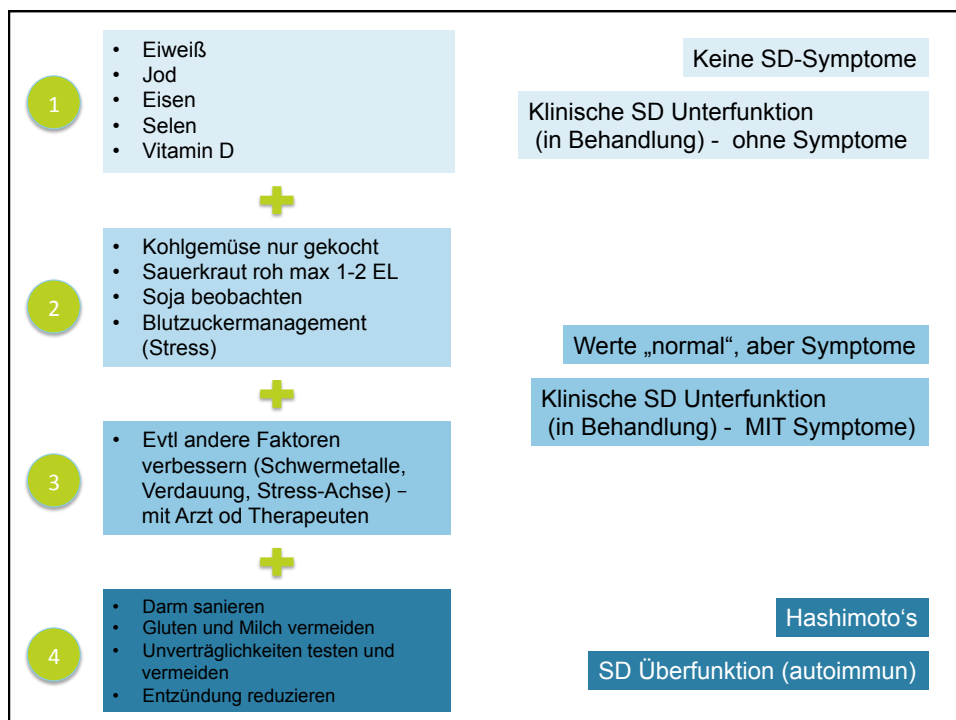 1
• Eiweiß
• Jod
• Eisen
• Selen
• Vitamin D
Keine SD-Symptome
Klinische SD Unterfunktion
(in Behandlung) - ohne Symptome
2
• Kohlgemüse nur gekocht
• Sauerkraut roh max 1-2 EL
• Soja beobachten
• Blutzuckermanagement
(Stress)
Werte „normal“, aber Symptome
Klinische SD Unterfunktion
(in Behandlung) - MIT Symptome)
3
• Evtl andere Faktoren
verbessern (Schwermetalle,
Verdauung, Stress-Achse) –
mit Arzt od Therapeuten
4
• Darm sanieren
• Gluten und Milch vermeiden
• Unverträglichkeiten testen und
vermeiden
• Entzündung reduzieren
Hashimoto‘s
SD Überfunktion (autoimmun)